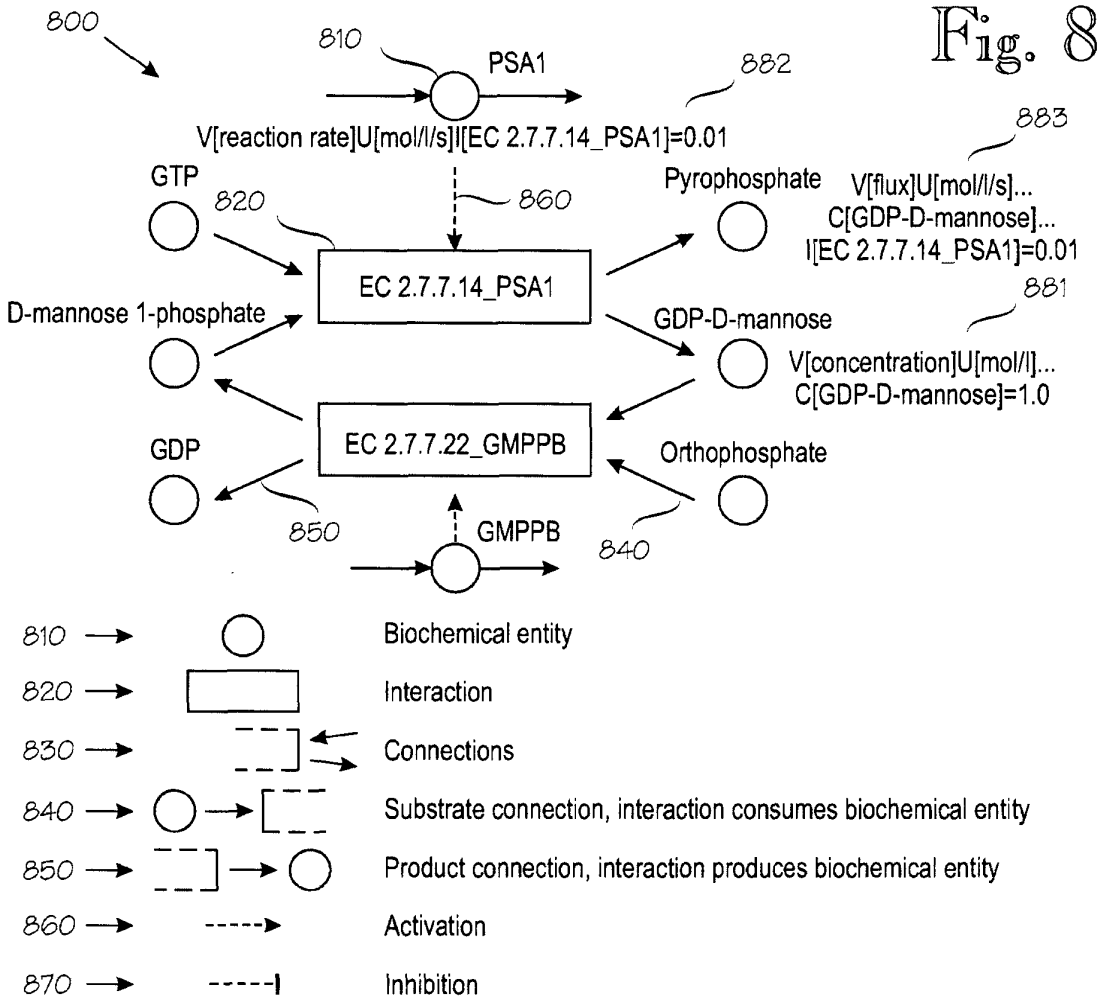 Fig. 8
800
810
PSA1
882
V[reaction rate]U[mol/l/s]I[EC 2.7.7.14_PSA1]=0.01
883
GTP
820
860
Pyrophosphate
V[flux]U[mol/l/s]...
C[GDP-D-mannose]...
I[EC 2.7.7.14_PSA1]=0.01
EC 2.7.7.14_PSA1
881
D-mannose 1-phosphate
GDP-D-mannose
V[concentration]U[mol/l]...
C[GDP-D-mannose]=1.0
EC 2.7.7.22_GMPPB
GDP
Orthophosphate
850
GMPPB
840
810 Biochemical entity
820 Interaction
830 Connections
840 Substrate connection, interaction consumes biochemical entity
850 Product connection, interaction produces biochemical entity
860 Activation
870 Inhibition